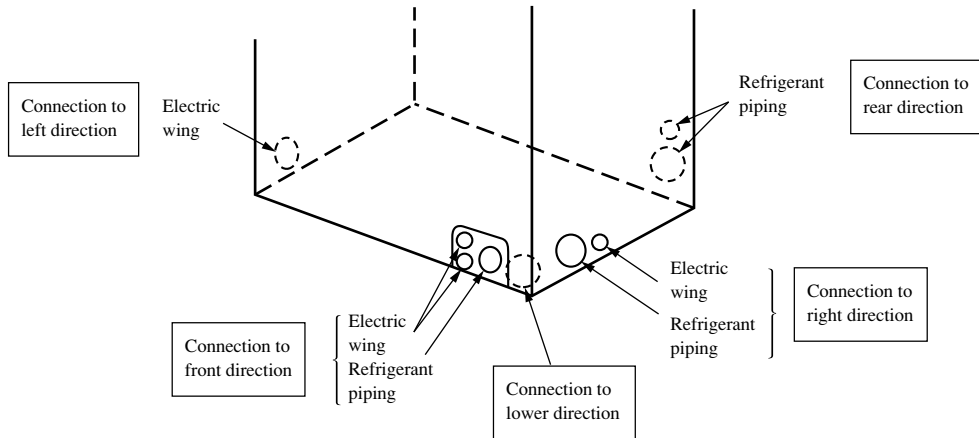 Connection to
left direction
Electric
wing
Refrigerant
piping
Connection to
rear direction
Electric
wing
Refrigerant
piping
Connection to
right direction
Connection to
front direction
Electric
wing
Refrigerant
piping
Connection to
lower direction